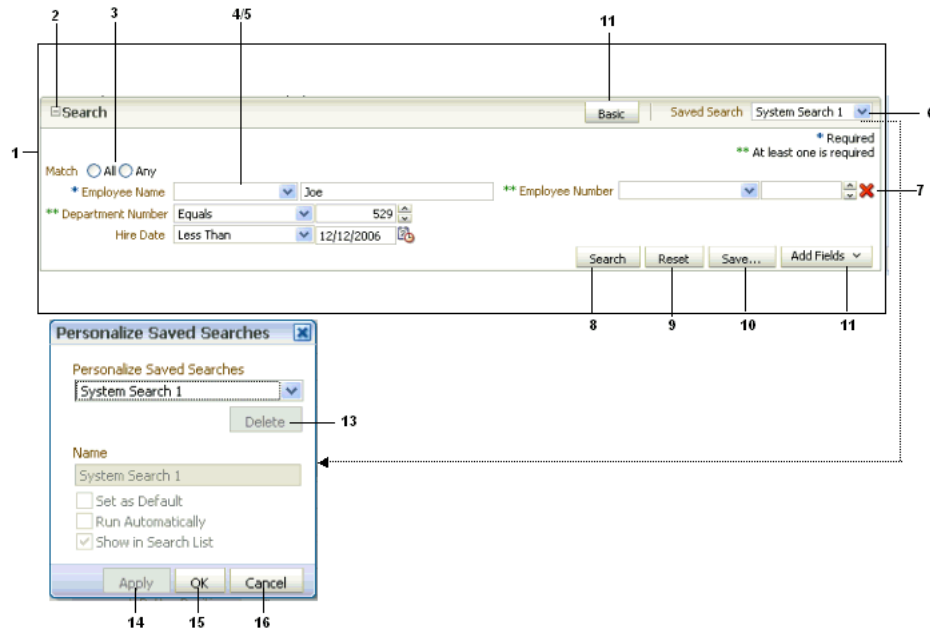 2 3 4/5 11
Search Basic Saved Search System Search 1
* Required
1 ** At least one is required
Match All Any
* Employee Name Joe ** Employee Number 7
** Department Number Equals 529
Hire Date Less Than 12/12/2006
Search Reset Save... Add Fields
8 9 10 11
Personalize Saved Searches
Personalize Saved Searches
System Search 1
Delete 13
Name
System Search 1
Set as Default
Run Automatically
Show in Search List
Apply OK Cancel
14 15 16